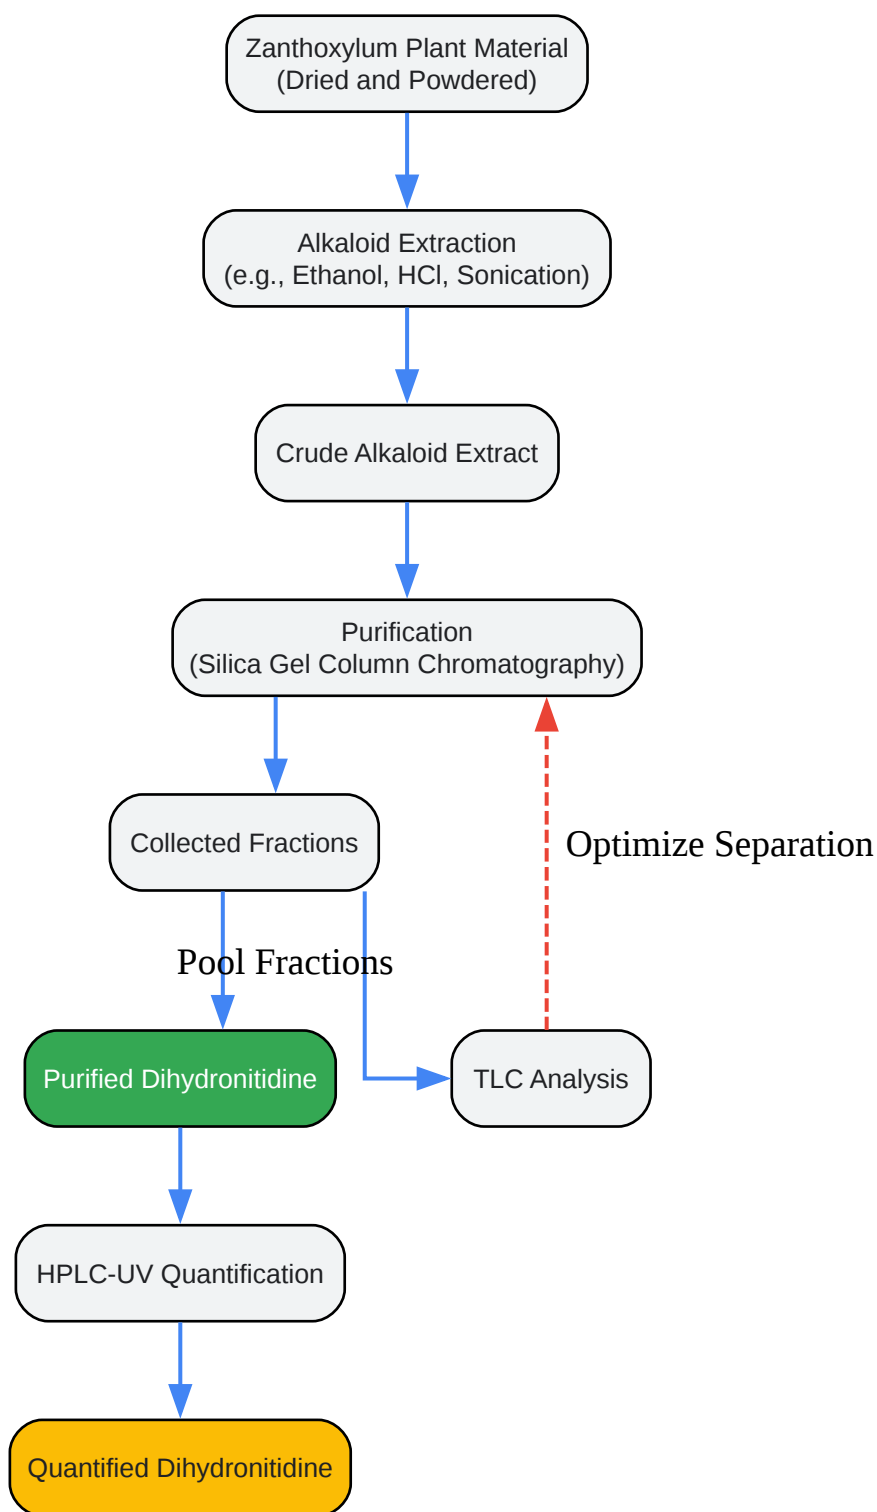 Zanthoxylum Plant Material
(Dried and Powdered)
Alkaloid Extraction
(e.g., Ethanol, HCl, Sonication)
Crude Alkaloid Extract
Purification
(Silica Gel Column Chromatography)
Collected Fractions
Optimize Separation
Pool Fractions
Purified Dihydronitidine
TLC Analysis
HPLC-UV Quantification
Quantified Dihydronitidine